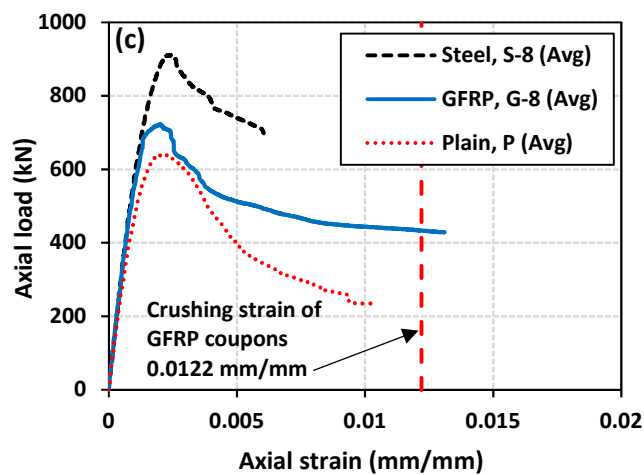 (c)
Steel, S-8 (Avg)
GFRP, G-8 (Avg)
Plain, P (Avg)
Axial load (kN)
1000
800
600
400
200
0
Crushing strain of
GFRP coupons
0.0122 mm/mm
0 0.005 0.01 0.015 0.02
Axial strain (mm/mm)